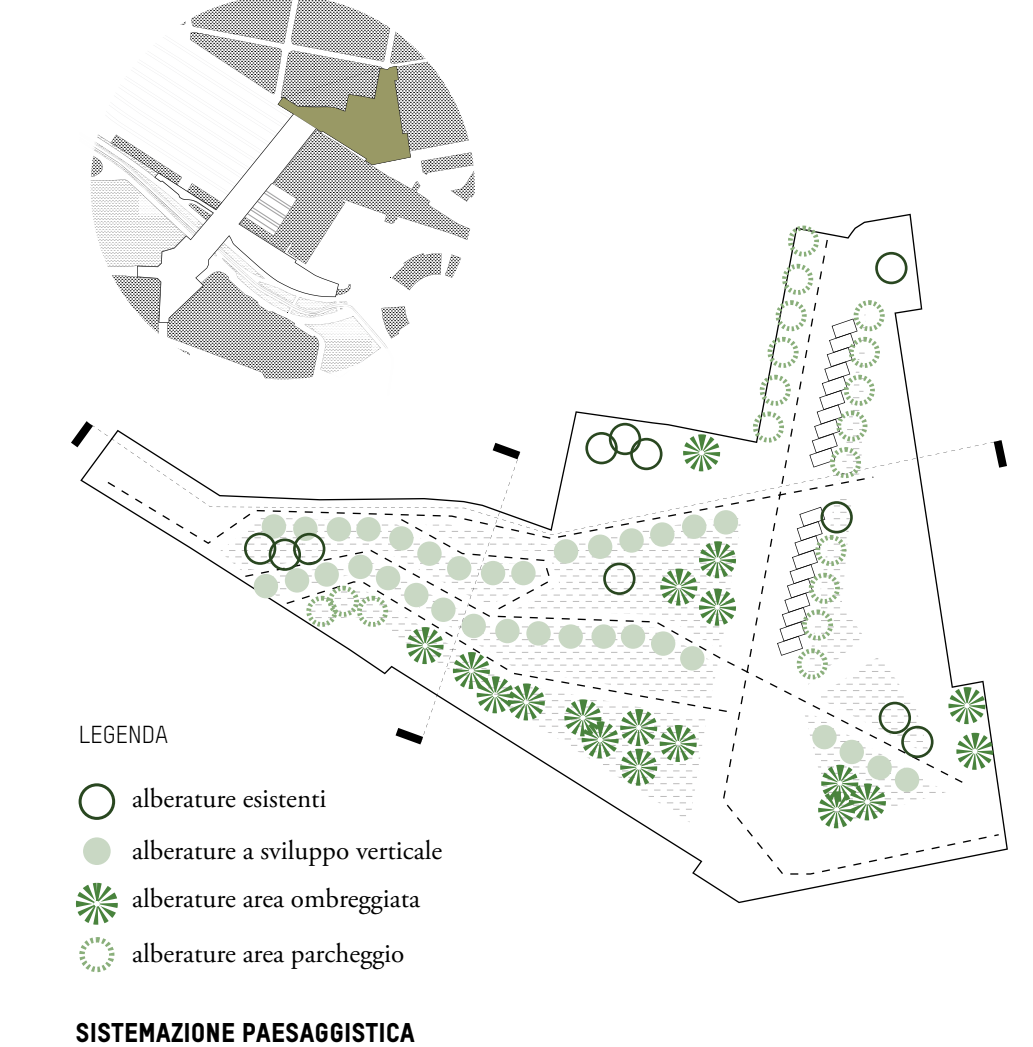 LEGENDA
alberature esistenti
alberature a sviluppo verticale
alberature area ombreggiata
alberature area parcheggio
SISTEMAZIONE PAESAGGISTICA